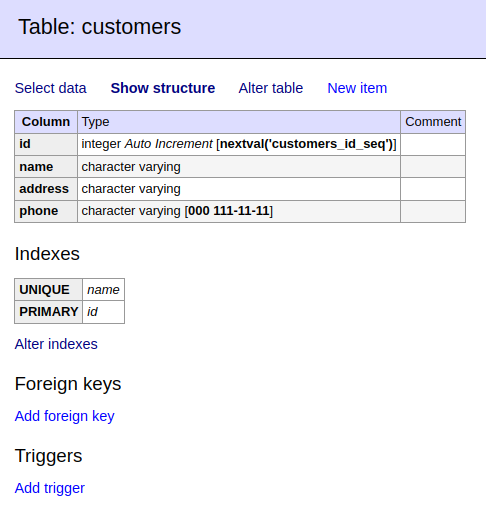 Table: customers
Select data Show structure Alter table New item
Column Type Comment
id integer Auto Increment [nextval('customers_id_seq')]
name character varying
address character varying
phone character varying [000 111-11-11]
Indexes
UNIQUE name
PRIMARY id
Alter indexes
Foreign keys
Add foreign key
Triggers
Add trigger